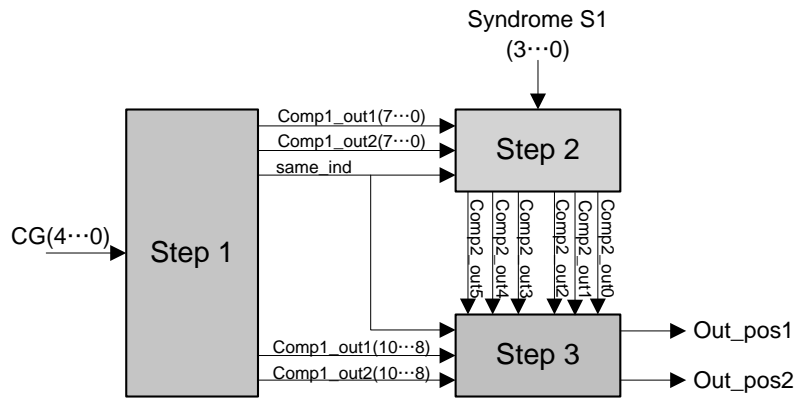 Syndrome S1
(3⋯0)
Comp1_out1(7⋯0)
Comp1_out2(7⋯0)
same_ind
Step 2
CG(4⋯0)
Step 1
Comp2_out5
Comp2_out4
Comp2_out3
Comp2_out2
Comp2_out1
Comp2_out0
Comp1_out1(10⋯8)
Comp1_out2(10⋯8)
Step 3
Out_pos1
Out_pos2